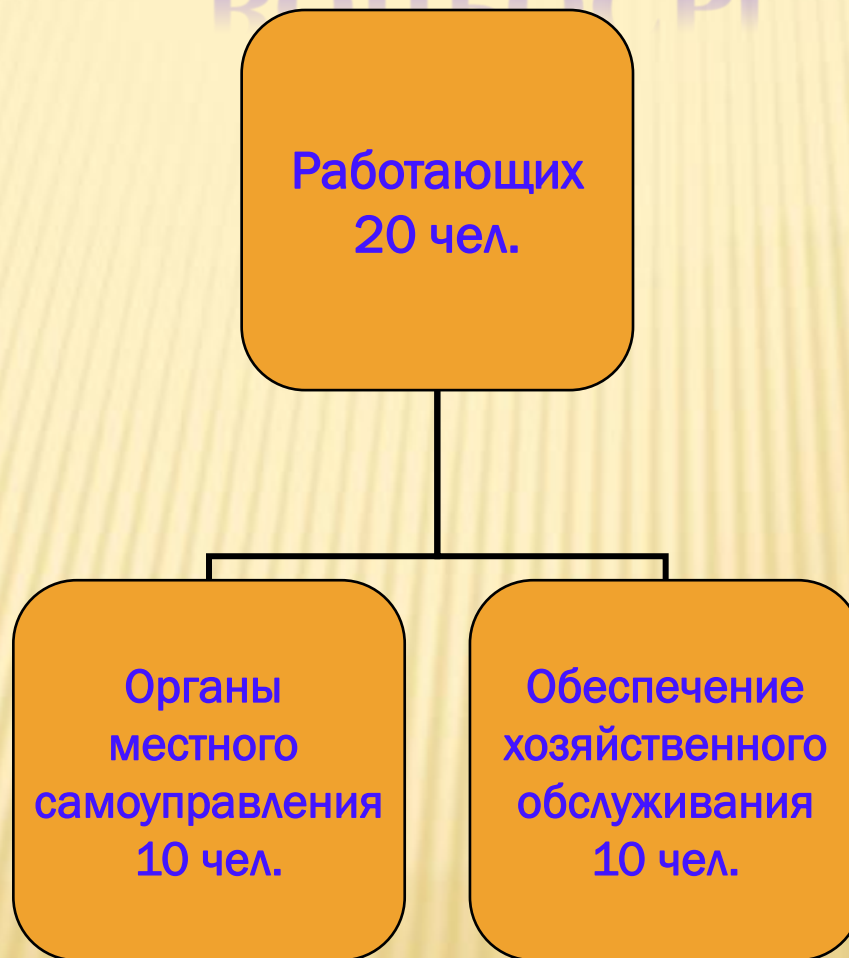 Работающих
20 чел.
Органы
местного
самоуправления
10 чел.
Обеспечение
хозяйственного
обслуживания
10 чел.